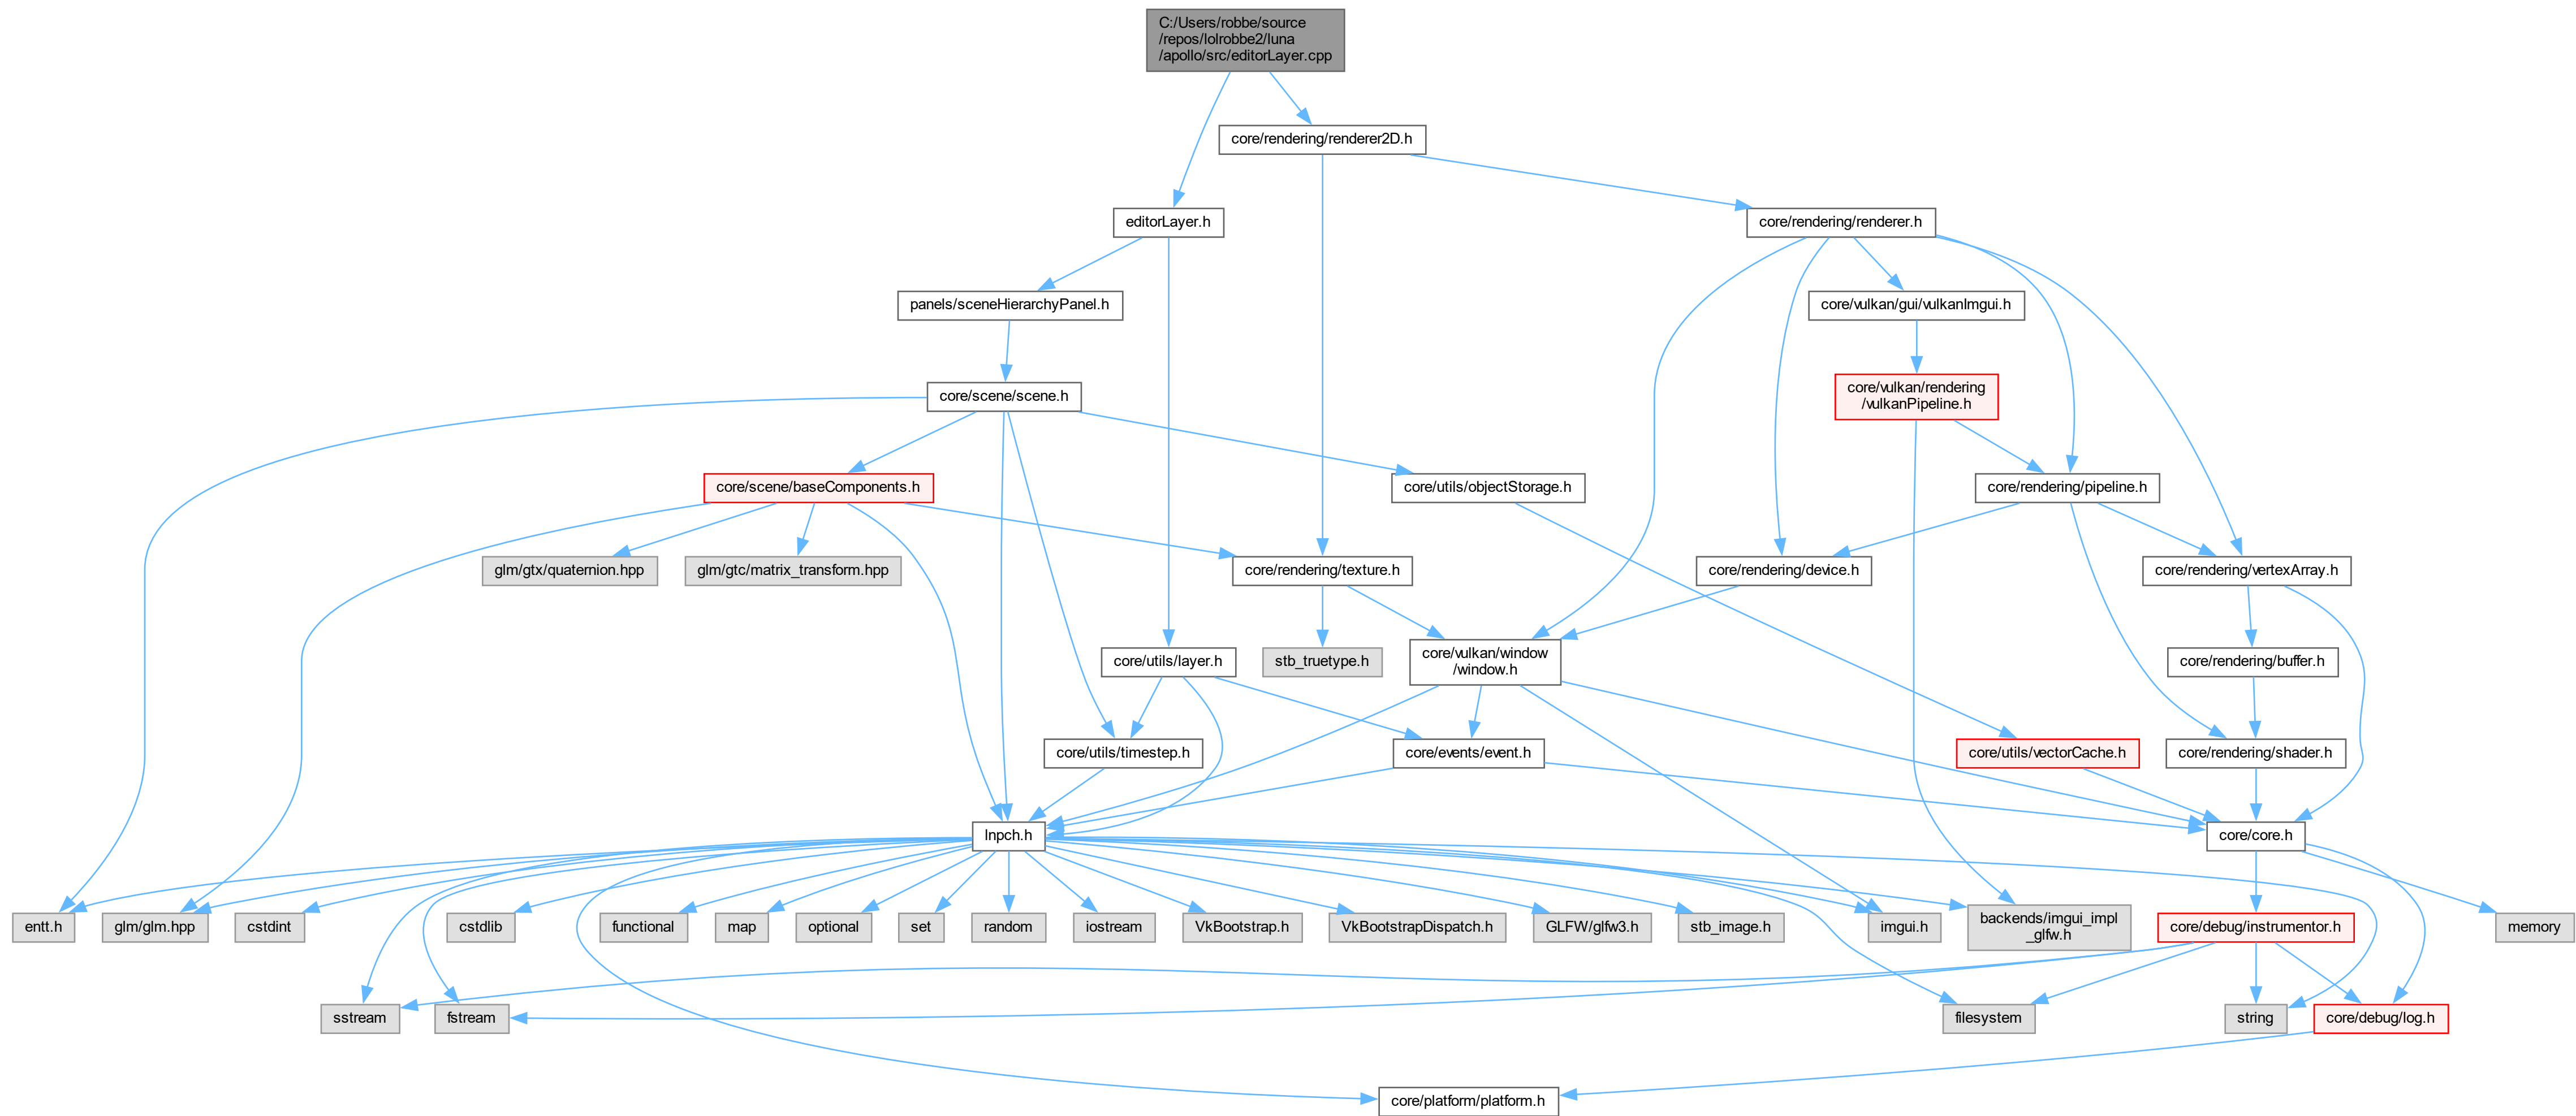 C:/Users/robbe/source
/repos/lolrobbe2/luna
/apollo/src/editorLayer.cpp
core/rendering/renderer2D.h
editorLayer.h
core/rendering/renderer.h
panels/sceneHierarchyPanel.h
core/vulkan/gui/vulkanImgui.h
core/scene/scene.h
core/vulkan/rendering
/vulkanPipeline.h
core/scene/baseComponents.h
core/utils/objectStorage.h
core/rendering/pipeline.h
glm/gtx/quaternion.hpp
glm/gtc/matrix_transform.hpp
core/rendering/texture.h
core/rendering/device.h
core/rendering/vertexArray.h
core/utils/layer.h
stb_truetype.h
core/vulkan/window
/window.h
core/rendering/buffer.h
core/utils/timestep.h
core/events/event.h
core/utils/vectorCache.h
core/rendering/shader.h
lnpch.h
core/core.h
entt.h
glm/glm.hpp
cstdint
cstdlib
functional
map
optional
set
random
iostream
VkBootstrap.h
VkBootstrapDispatch.h
GLFW/glfw3.h
stb_image.h
imgui.h
backends/imgui_impl
_glfw.h
core/debug/instrumentor.h
memory
sstream
fstream
filesystem
string
core/debug/log.h
core/platform/platform.h